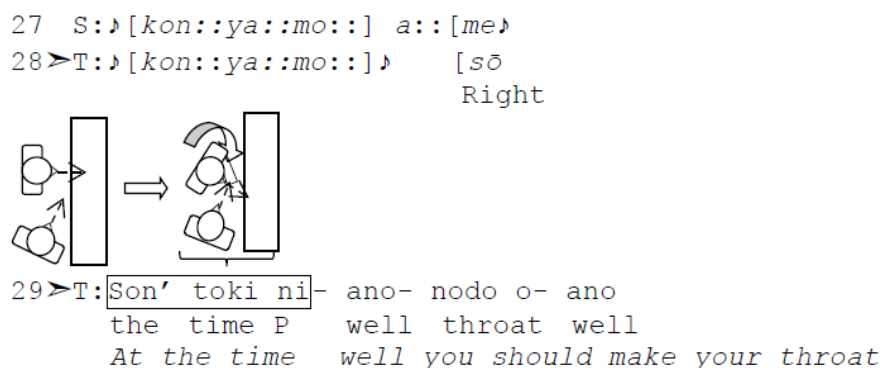 27 S:♪[kon::ya::mo::] a::[me♪
28➢T:♪[kon::ya::mo::]♪ [sō
Right
29➢T:Son’ toki ni- ano- nodo o- ano
the time P well throat well
At the time well you should make your throat